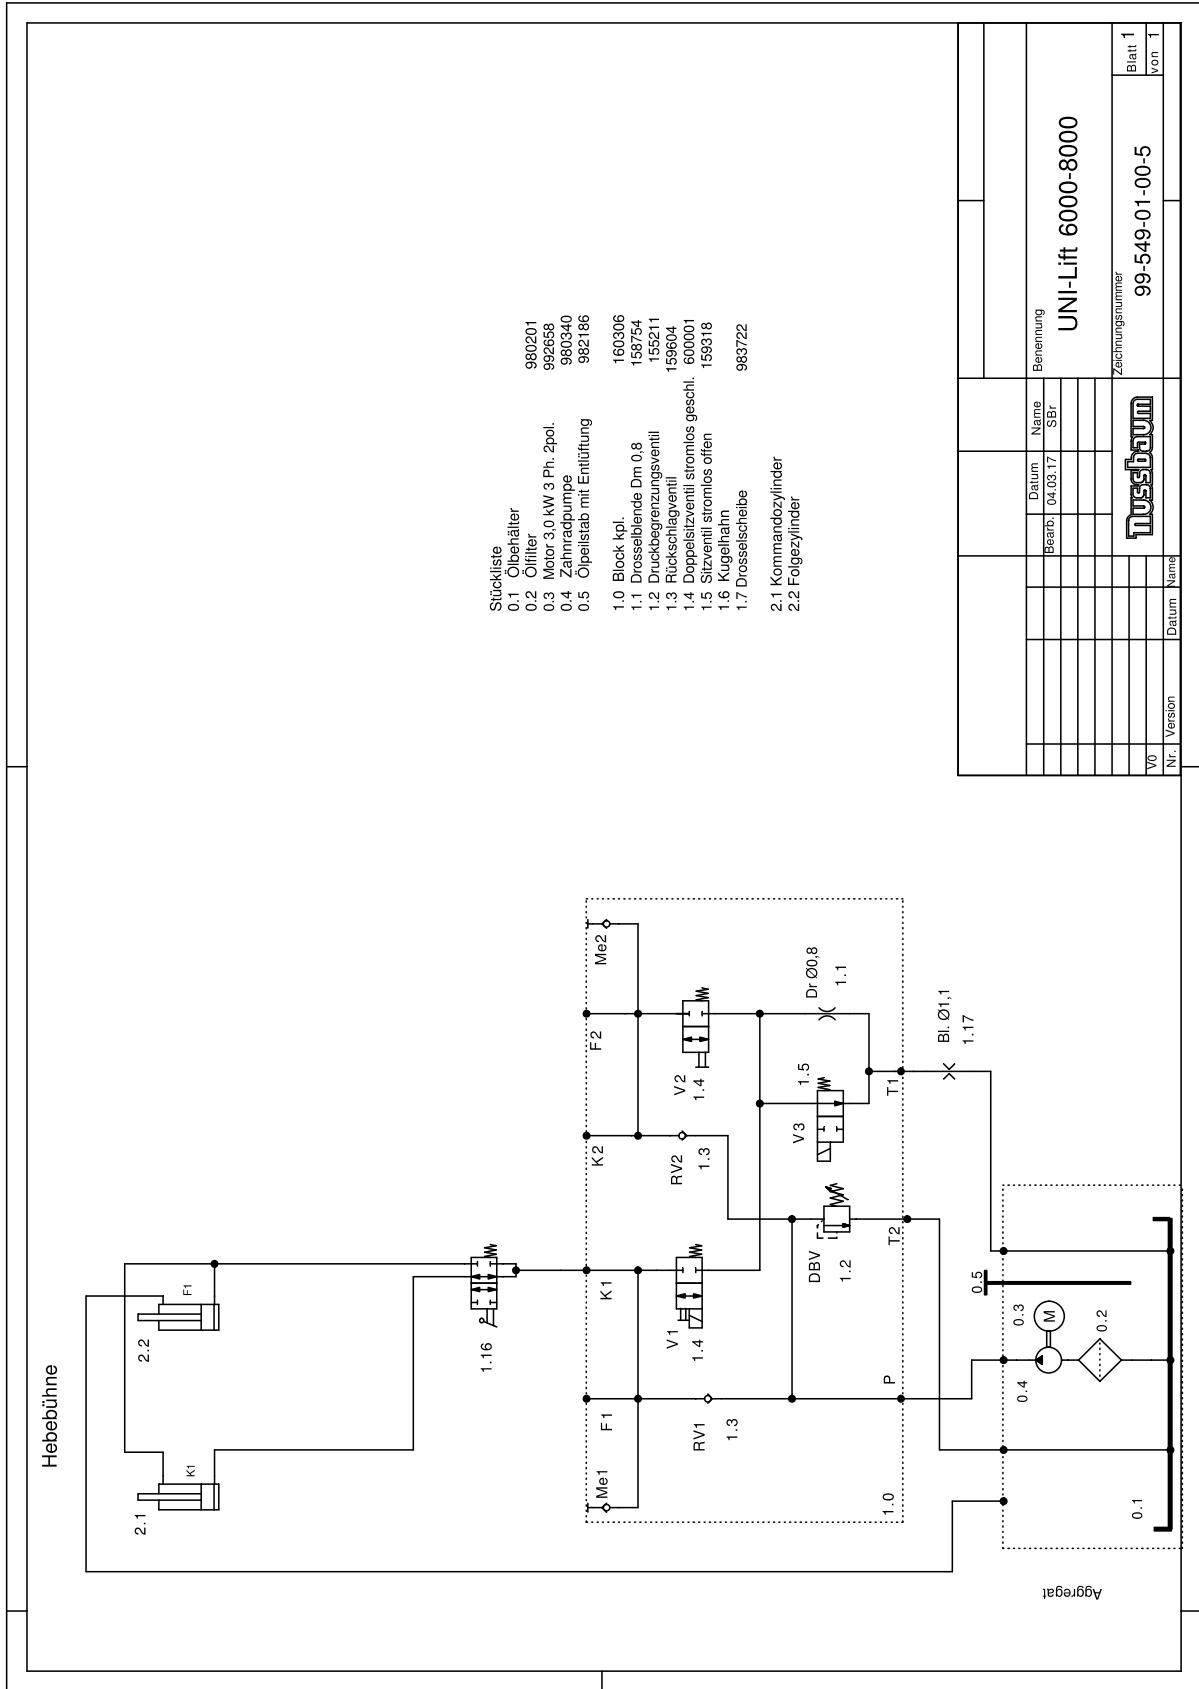 Hebebühne
2.1
K1
2.2
F1
1.16
Me1
F1
K1
K2
F2
Me2
RV1
1.3
V1
1.4
RV2
1.3
V2
1.4
DBV
1.2
V3
1.5
Dr Ø0,8
1.1
1.0
P
T2
T1
Bl. Ø1,1
1.17
Aggregat
0.1
0.4
0.3
M
0.2
0.5
Stückliste
0.1 Ölbehälter
0.2 Ölfilter 980201
0.3 Motor 3,0 kW 3 Ph. 2pol. 992658
0.4 Zahnradpumpe 980340
0.5 Ölpeilstab mit Entlüftung 982186
1.0 Block kpl. 160306
1.1 Drosselblende Dm 0,8 158754
1.2 Druckbegrenzungsventil 155211
1.3 Rückschlagventil 159604
1.4 Doppelsitzventil stromlos geschl. 600001
1.5 Sitzventil stromlos offen 159318
1.6 Kugelhahn
1.7 Drosselscheibe 983722
2.1 Kommandozylinder
2.2 Folgezylinder
Datum Name
Bearb. 04.03.17 SBr
Benennung
UNI-Lift 6000-8000
Nussbaum
Zeichnungsnummer
99-549-01-00-5
Blatt 1
von 1
V0
Nr. Version Datum Name